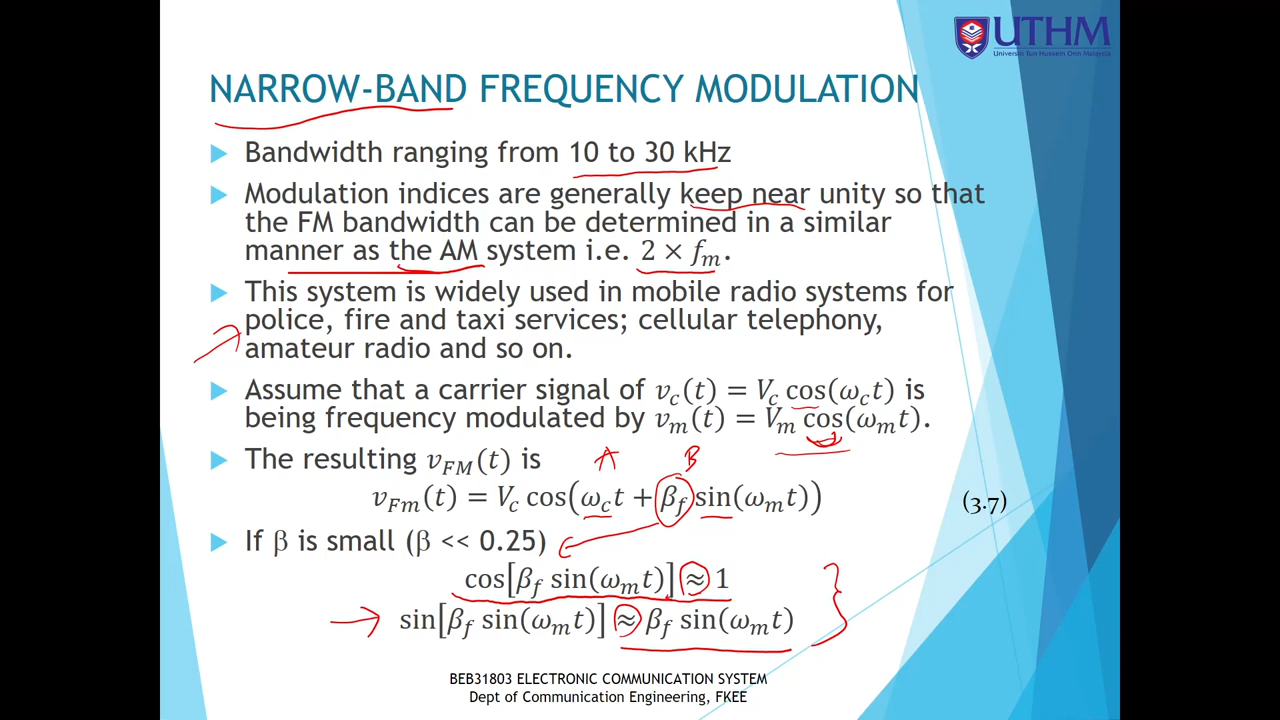 UTHM
Universiti Tun Hussein Onn Malaysia
NARROW-BAND FREQUENCY MODULATION
Bandwidth ranging from 10 to 30 kHz
Modulation indices are generally keep near unity so that
the FM bandwidth can be determined in a similar
manner as the AM system i.e. 2 × fₘ.
This system is widely used in mobile radio systems for
police, fire and taxi services; cellular telephony,
amateur radio and so on.
Assume that a carrier signal of v_c(t) = V_c cos(ω_c t) is
being frequency modulated by v_m(t) = V_m cos(ω_m t).
The resulting v_FM(t) is
A B
v_Fm(t) = V_c cos(ω_c t + β_f sin(ω_m t)) (3.7)
If β is small (β << 0.25)
cos[β_f sin(ω_m t)] ≈ 1
sin[β_f sin(ω_m t)] ≈ β_f sin(ω_m t)
BEB31803 ELECTRONIC COMMUNICATION SYSTEM
Dept of Communication Engineering, FKEE